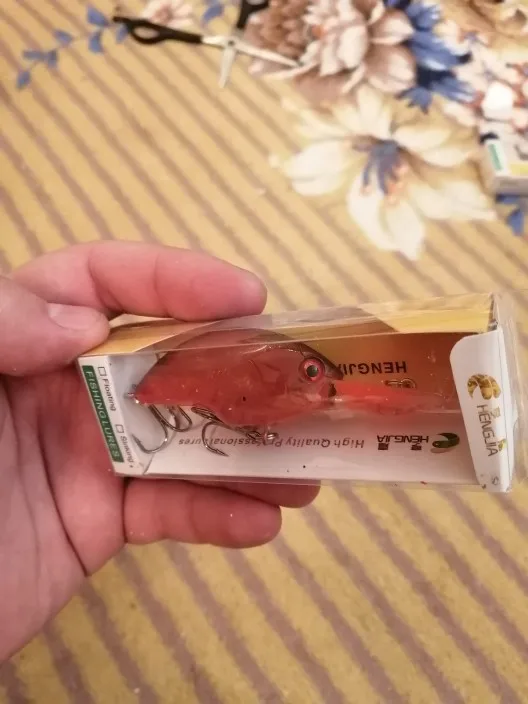 FISHING LURES
Floating
Sinking
HENGJIA
High Quality Professional Lures
HENGJIA
HENGJIA